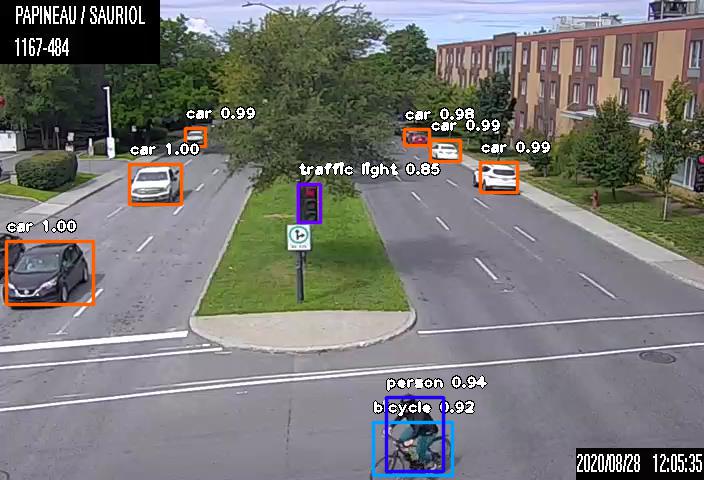 PAPINEAU / SAURIOL
1167-484
car 0.99
car 0.98
car 0.99
car 1.00
car 0.99
traffic light 0.85
car 1.00
person 0.94
bicycle 0.92
2020/08/28 12:05:35